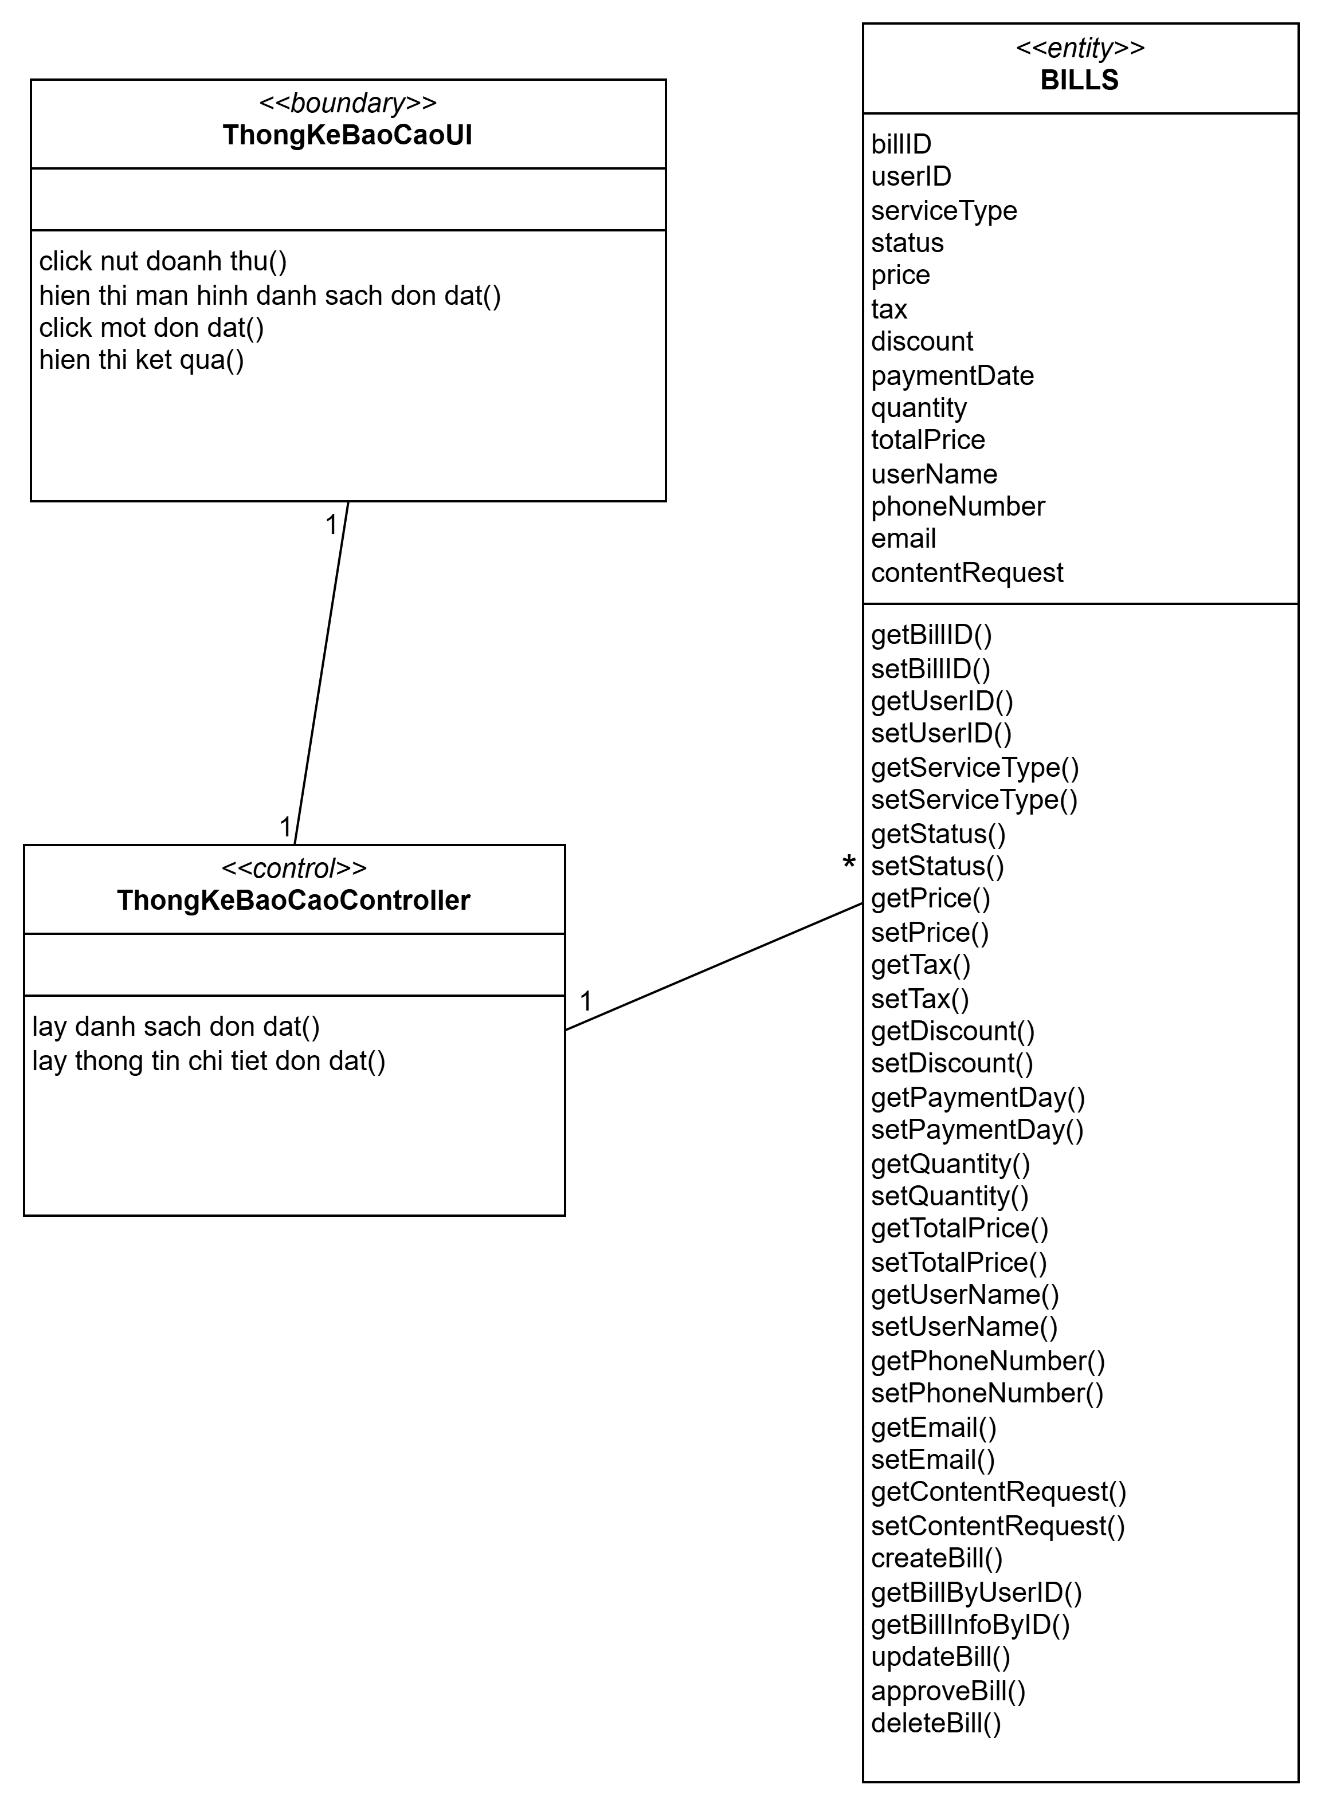 <<boundary>>
ThongKeBaoCaoUI
click nut doanh thu()
hien thi man hinh danh sach don dat()
click mot don dat()
hien thi ket qua()
1
1
<<control>>
ThongKeBaoCaoController
lay danh sach don dat()
lay thong tin chi tiet don dat()
1
*
<<entity>>
BILLS
billID
userID
serviceType
status
price
tax
discount
paymentDate
quantity
totalPrice
userName
phoneNumber
email
contentRequest
getBillID()
setBillID()
getUserID()
setUserID()
getServiceType()
setServiceType()
getStatus()
setStatus()
getPrice()
setPrice()
getTax()
setTax()
getDiscount()
setDiscount()
getPaymentDay()
setPaymentDay()
getQuantity()
setQuantity()
getTotalPrice()
setTotalPrice()
getUserName()
setUserName()
getPhoneNumber()
setPhoneNumber()
getEmail()
setEmail()
getContentRequest()
setContentRequest()
createBill()
getBillByUserID()
getBillInfoByID()
updateBill()
approveBill()
deleteBill()